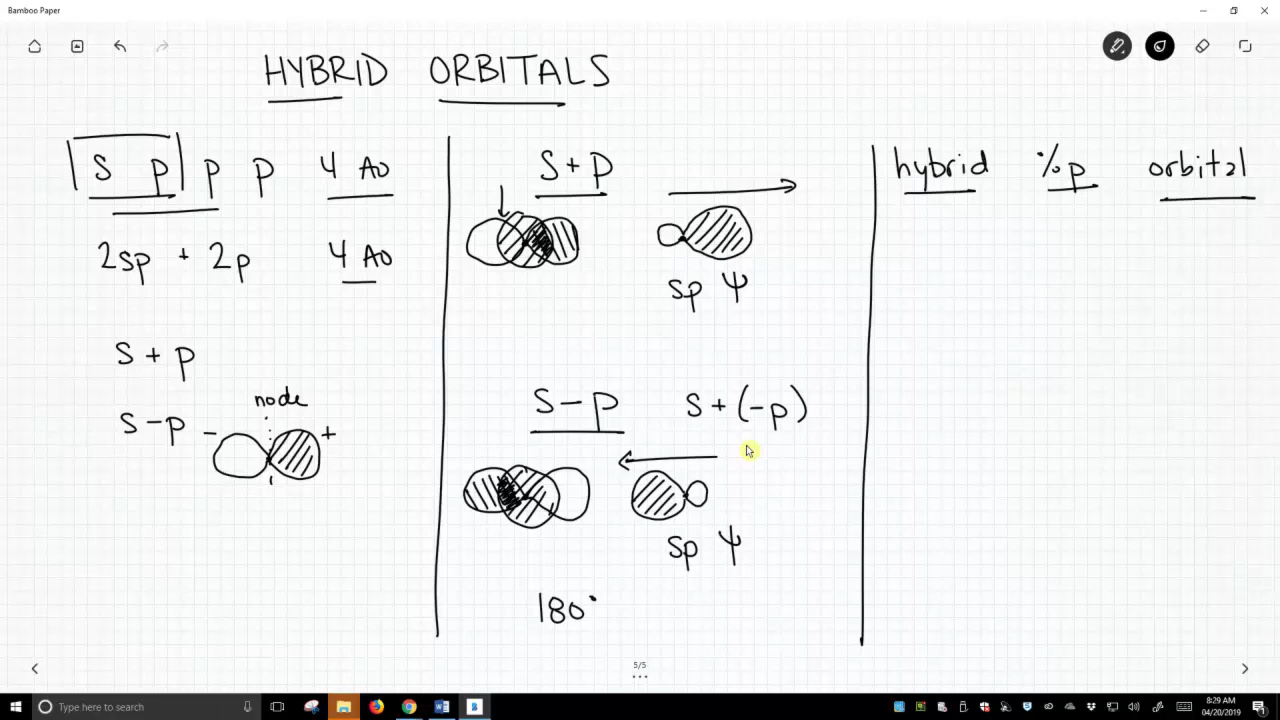 Bamboo Paper
HYBRID ORBITALS
s p p p 4 AO
2sp + 2p 4 AO
s + p
s - p
node
- +
s + p
sp ψ
s - p s + (-p)
sp ψ
180°
hybrid %p orbital
5/5
Type here to search
8:29 AM
04/20/2019